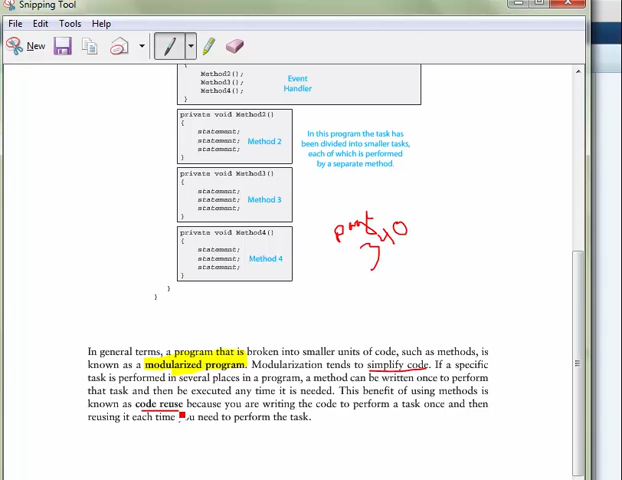 Snipping Tool
File Edit Tools Help
New
{
Method2();
Method3();
Method4();
}
Event
Handler
private void Method2()
{
statement;
statement;
statement;
}
Method 2
In this program the task has
been divided into smaller tasks,
each of which is performed
by a separate method.
private void Method3()
{
statement;
statement;
statement;
}
Method 3
private void Method4()
{
statement;
statement;
statement;
}
Method 4
}
}
340
In general terms, a program that is broken into smaller units of code, such as methods, is
known as a modularized program. Modularization tends to simplify code. If a specific
task is performed in several places in a program, a method can be written once to perform
that task and then be executed any time it is needed. This benefit of using methods is
known as code reuse because you are writing the code to perform a task once and then
reusing it each time you need to perform the task.